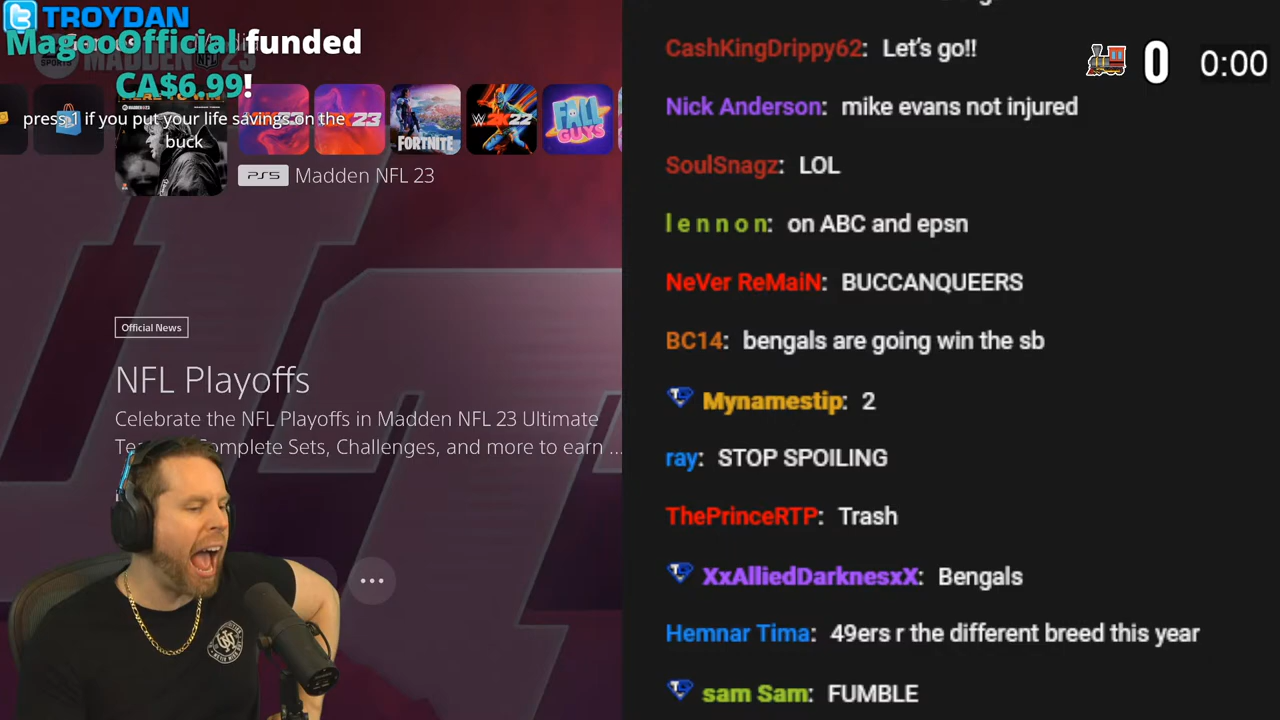 TROYDAN
MagooOfficial funded
CA$6.99!
press 1 if you put your life savings on the
buck
MADDEN 23
23
FORTNITE
W2K22
FALL
GUYS
PS5 Madden NFL 23
Official News
NFL Playoffs
Celebrate the NFL Playoffs in Madden NFL 23 Ultimate
Complete Sets, Challenges, and more to earn ...
CashKingDrippy62: Let's go!!
0
0:00
Nick Anderson: mike evans not injured
SoulSnagz: LOL
l e n n o n: on ABC and epsn
NeVer ReMaiN: BUCCANQUEERS
BC14: bengals are going win the sb
Mynamestip: 2
ray: STOP SPOILING
ThePrinceRTP: Trash
XxAlliedDarknesxX: Bengals
Hemnar Tima: 49ers r the different breed this year
sam Sam: FUMBLE